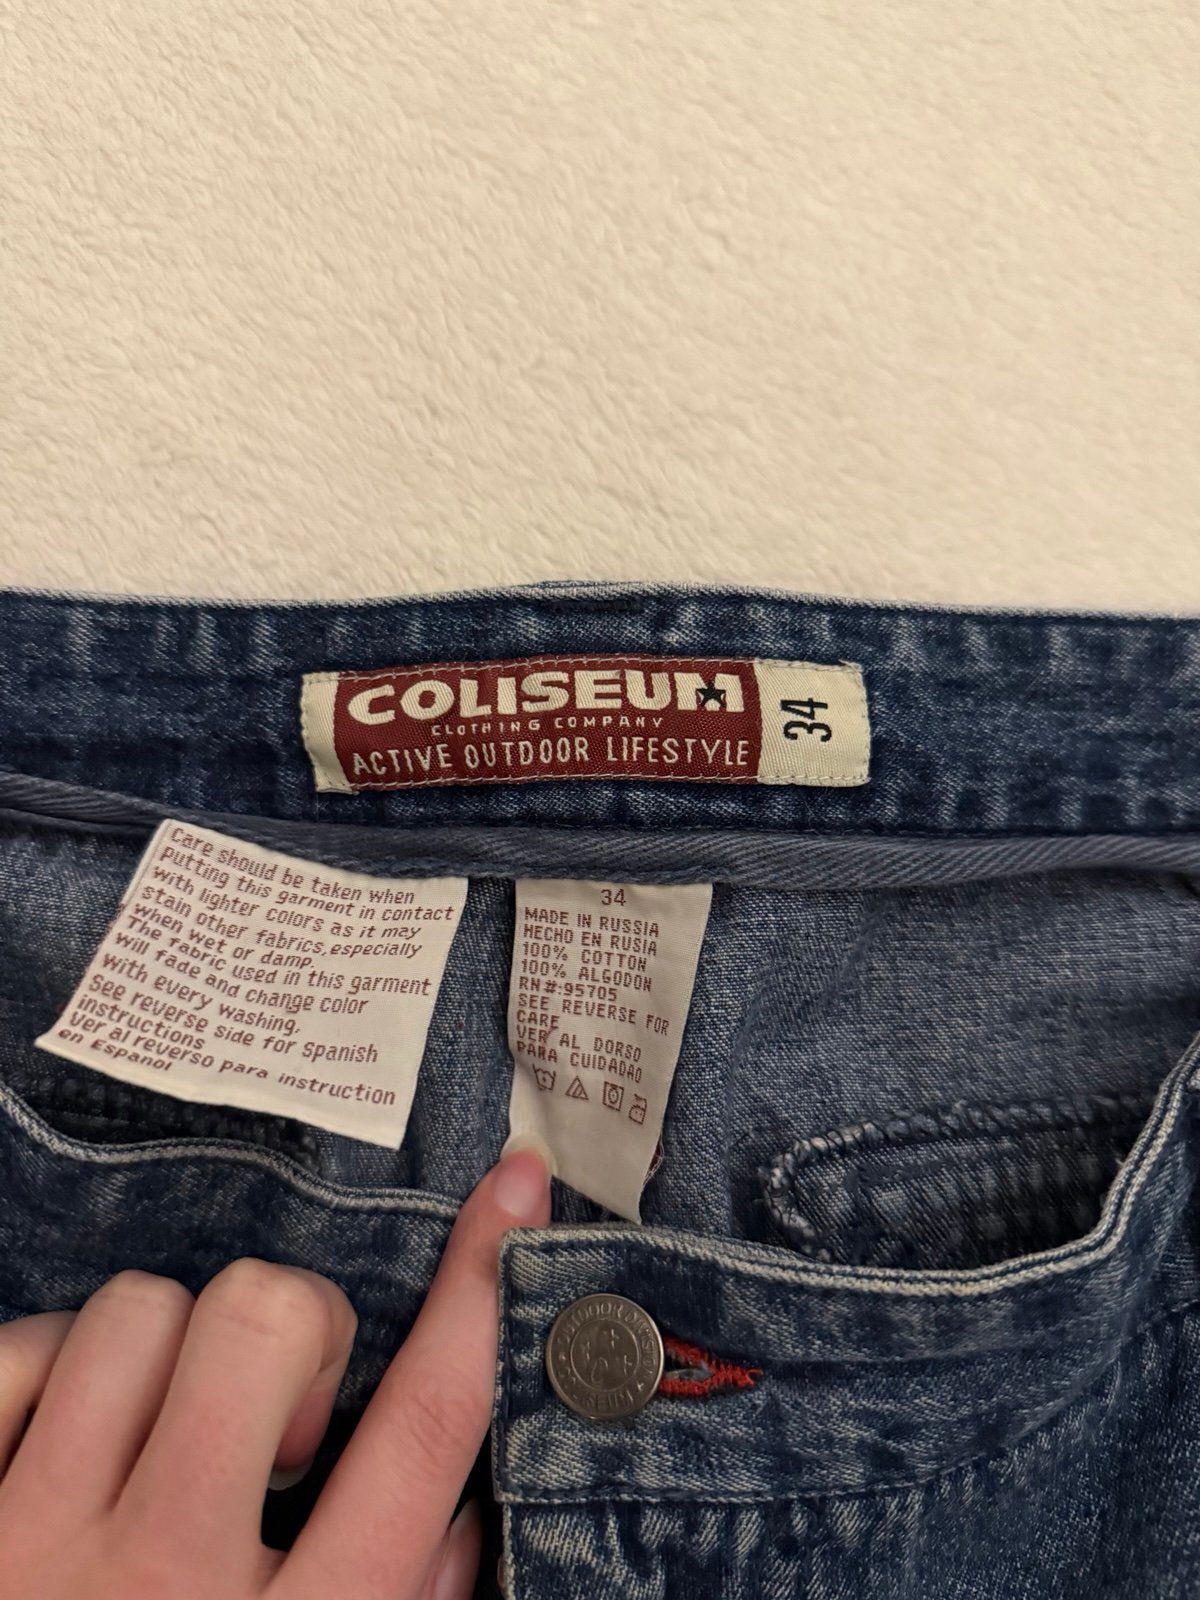 COLISEUM
CLOTHING COMPANY
ACTIVE OUTDOOR LIFESTYLE
34
Care should be taken when
putting this garment in contact
with lighter colors as it may
stain other fabrics, especially
when wet or damp.
The fabric used in this garment
will fade and change color
with every washing.
See reverse side for Spanish
instructions
Ver al reverso para instruction
en Espanol
34
MADE IN RUSSIA
HECHO EN RUSIA
100% COTTON
100% ALGODON
RN#:95705
SEE REVERSE FOR
CARE
VER AL DORSO
PARA CUIDADAO
OUTDOOR DIVISION
COLISEUM